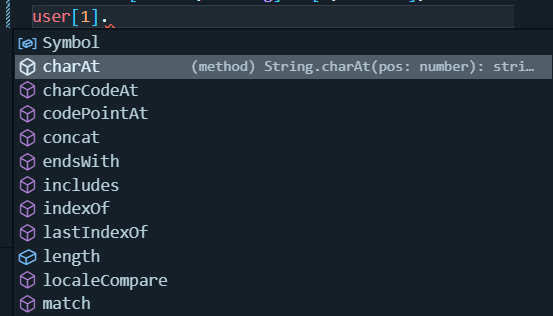 user[1].
Symbol
charAt (method) String.charAt(pos: number): stri…
charCodeAt
codePointAt
concat
endsWith
includes
indexOf
lastIndexOf
length
localeCompare
match